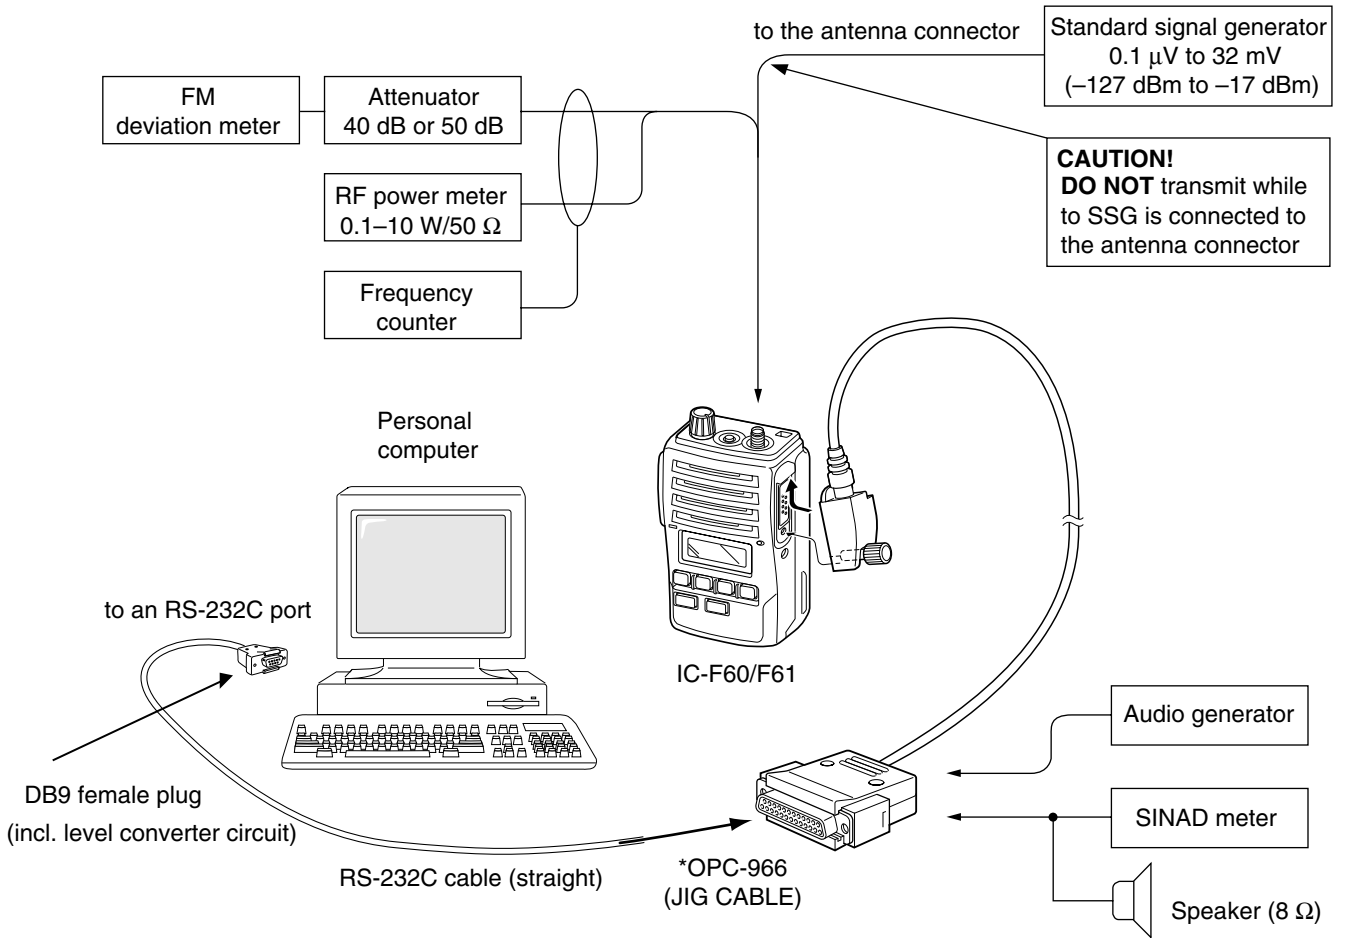 to the antenna connector
Standard signal generator
0.1 μV to 32 mV
(–127 dBm to –17 dBm)
FM
deviation meter
Attenuator
40 dB or 50 dB
CAUTION!
DO NOT transmit while
to SSG is connected to
the antenna connector
RF power meter
0.1–10 W/50 Ω
Frequency
counter
Personal
computer
to an RS-232C port
IC-F60/F61
Audio generator
DB9 female plug
(incl. level converter circuit)
SINAD meter
RS-232C cable (straight)
*OPC-966
(JIG CABLE)
Speaker (8 Ω)